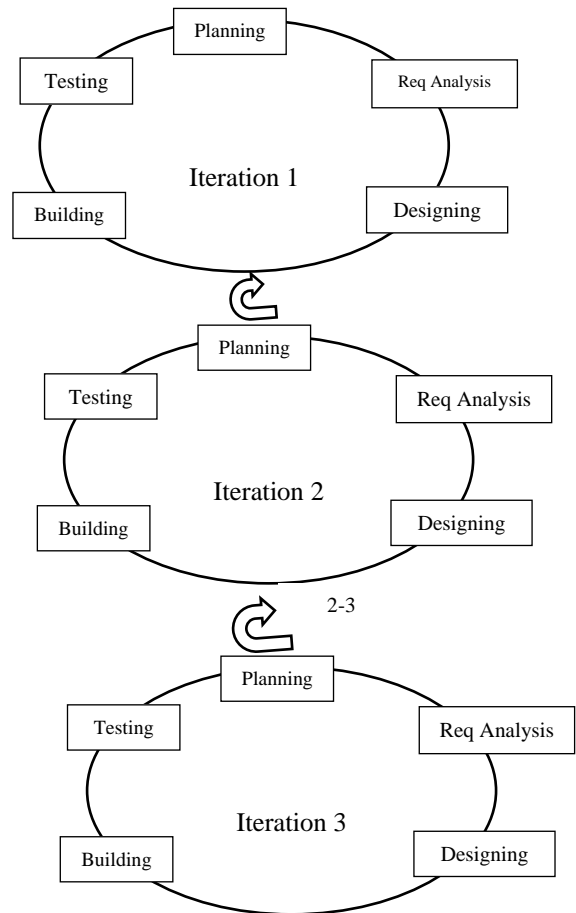 Planning
Testing
Req Analysis
Iteration 1
Building
Designing
Planning
Testing
Req Analysis
Iteration 2
Building
Designing
2-3
Planning
Testing
Req Analysis
Iteration 3
Building
Designing